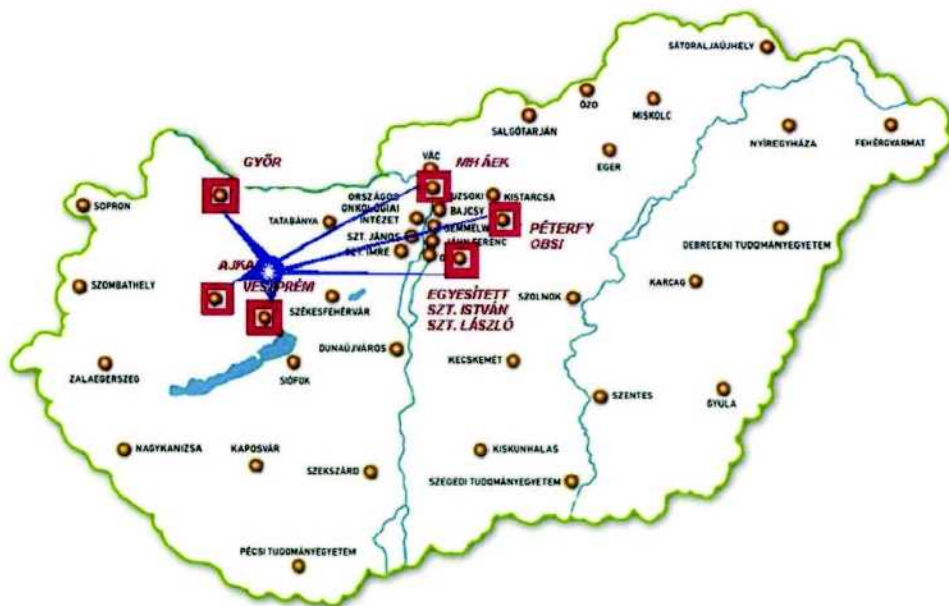 SÁTORALJAÚJHELY
ÓZD
MISKOLC
SALGÓTARJÁN
NYÍREGYHÁZA
FEHÉRGYARMAT
EGER
VÁC
MH ÁEK
GYŐR
SOPRON
TATABÁNYA
ORSZÁGOS
ONKOLÓGIAI
INTÉZET
UZSOKI
KISTARCSA
BAJCSY
SEMMELW
SZT. JÁNOS
JAHN FERENC
SZT. IMRE
PÉTERFY
OBSI
DEBRECENI TUDOMÁNYEGYETEM
AJKA
VESZPRÉM
SZOMBATHELY
SZÉKESFEHÉRVÁR
EGYESÍTETT
SZT. ISTVÁN
SZT. LÁSZLÓ
SZOLNOK
KARCAG
ZALAEGERSZEG
SIÓFOK
DUNAÚJVÁROS
KECSKEMÉT
SZENTES
GYULA
NAGYKANIZSA
KAPOSVÁR
SZEKSZÁRD
KISKUNHALAS
SZEGEDI TUDOMÁNYEGYETEM
PÉCSI TUDOMÁNYEGYETEM